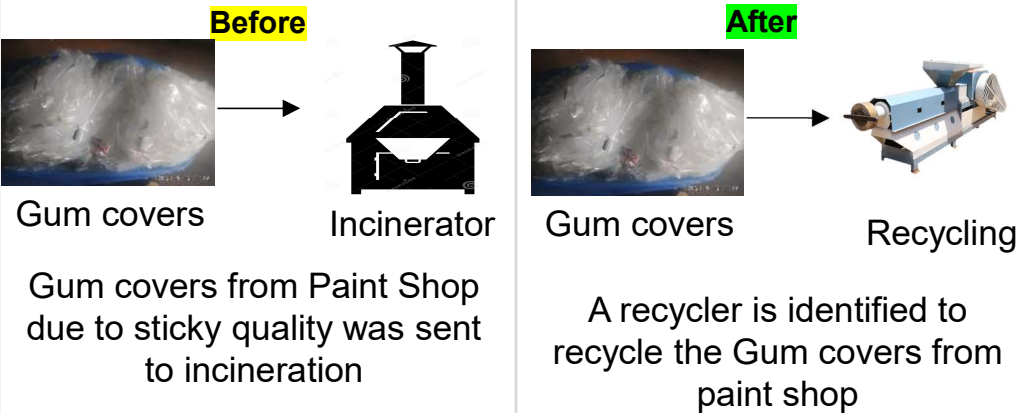 Before
Gum covers
Incinerator
Gum covers from Paint Shop
due to sticky quality was sent
to incineration
After
Gum covers
Recycling
A recycler is identified to
recycle the Gum covers from
paint shop